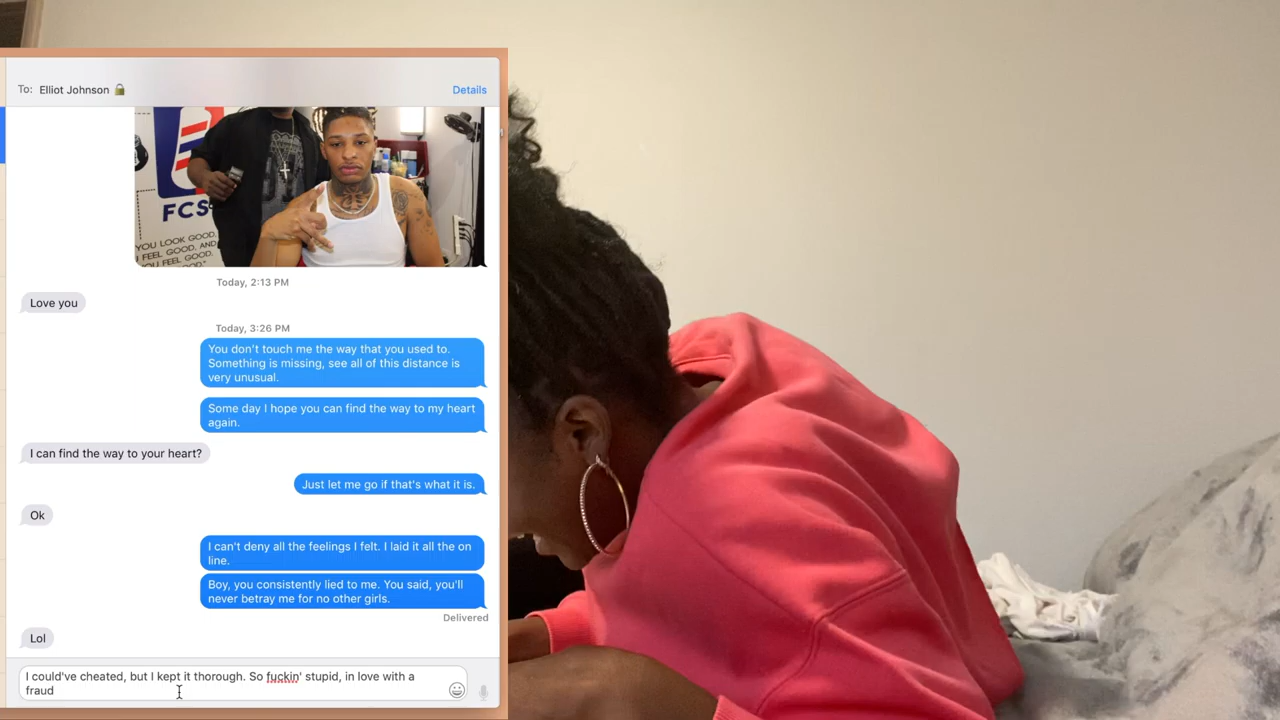 To: Elliot Johnson
Details
FCS
YOU LOOK GOOD,
FEEL GOOD. AND
YOU FEEL GOOD."
Today, 2:13 PM
Love you
Today, 3:26 PM
You don't touch me the way that you used to.
Something is missing, see all of this distance is
very unusual.
Some day I hope you can find the way to my heart
again.
I can find the way to your heart?
Just let me go if that's what it is.
Ok
I can't deny all the feelings I felt. I laid it all the on
line.
Boy, you consistently lied to me. You said, you'll
never betray me for no other girls.
Delivered
Lol
I could've cheated, but I kept it thorough. So fuckin' stupid, in love with a
fraud